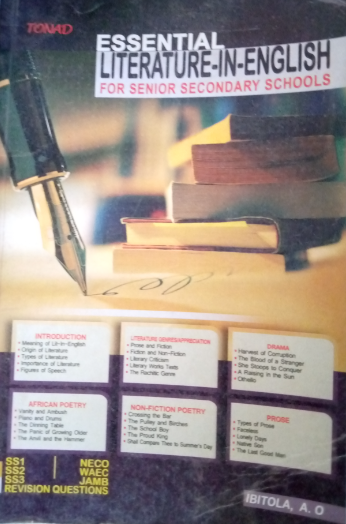 TONAD
ESSENTIAL
LITERATURE-IN-ENGLISH
FOR SENIOR SECONDARY SCHOOLS
INTRODUCTION
• Meaning of Lit-in-English
• Origin of Literature
• Types of Literature
• Importance of Literature
• Figures of Speech
LITERATURE GENRES/APPRECIATION
• Prose and Fiction
• Fiction and Non-Fiction
• Literary Criticism
• Literary Works Texts
• The Genre
DRAMA
• Harvest of Corruption
• The Blood of a Stranger
• She Stoops to Conquer
• A Raising in the Sun
• Othello
AFRICAN POETRY
• Vanity and Ambush
• Piano and Drums
• The Dinning Table
• The Panic of Growing Older
• The Anvil and the Hammer
NON-FICTION POETRY
• Crossing the Bar
• The Pulley and Birches
• The School Boy
• The Proud King
• Shall Compare Thee to Summer's Day
PROSE
• Types of Prose
• Faceless
• Lonely Days
• Native Son
• The Last Good Man
SS1 | NECO
SS2 | WAEC
SS3 | JAMB
REVISION QUESTIONS
IBITOLA, A. O